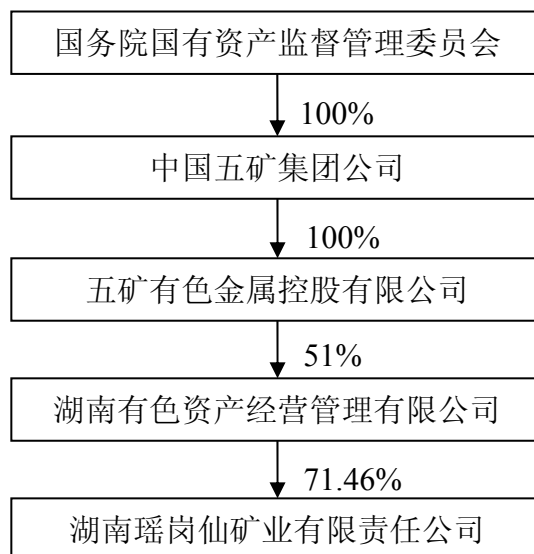 国务院国有资产监督管理委员会
100%
中国五矿集团公司
100%
五矿有色金属控股有限公司
51%
湖南有色资产经营管理有限公司
71.46%
湖南瑶岗仙矿业有限责任公司